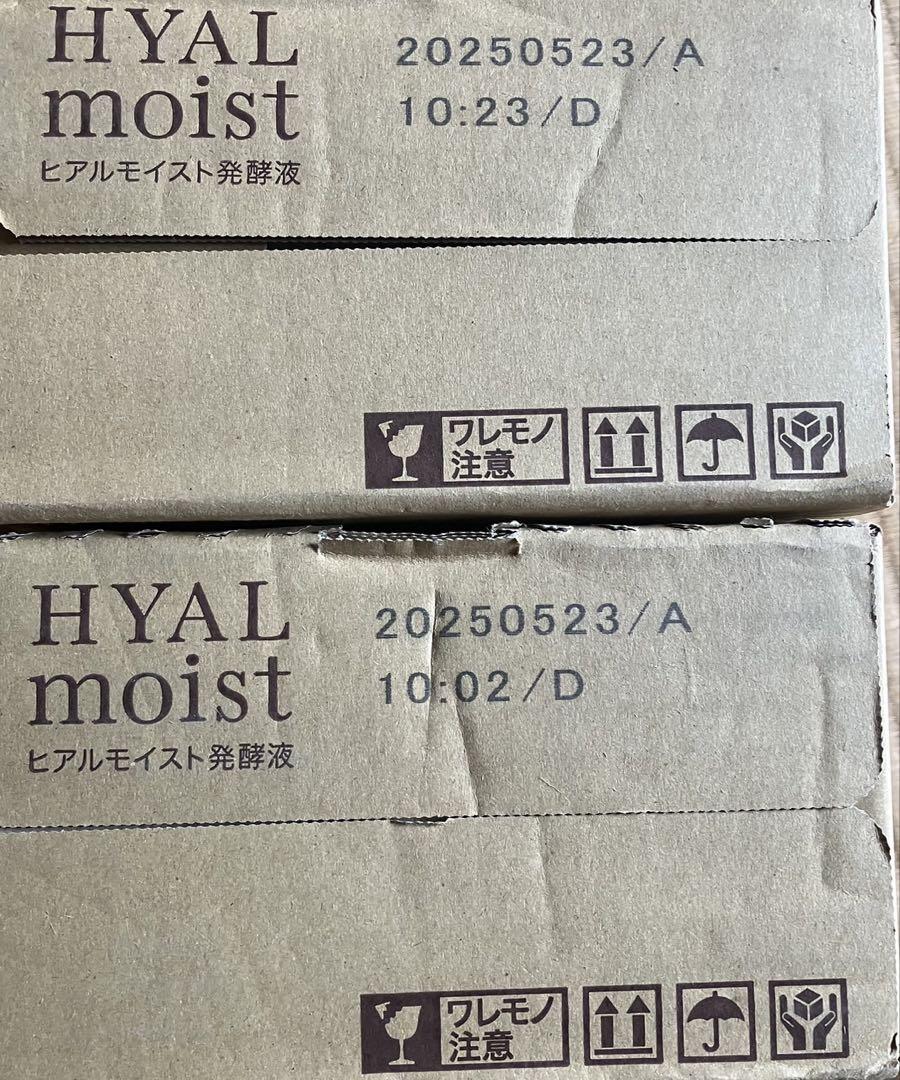 HYAL
moist
ヒアルモイスト発酵液
20250523/A
10:23/D
ワレモノ
注意
HYAL
moist
ヒアルモイスト発酵液
20250523/A
10:02/D
ワレモノ
注意